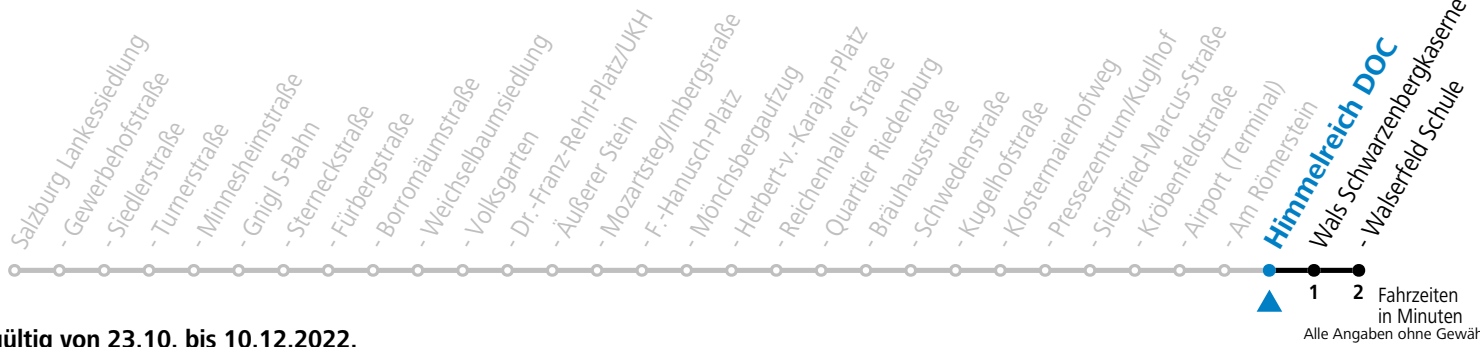 Salzburg Lankessiedlung
- Gewerbehofstraße
- Siedlerstraße
- Turnerstraße
- Minnesheimstraße
- Gnigl S-Bahn
- Sterneckstraße
- Fürbergstraße
- Borromäumstraße
- Weichselbaumsiedlung
- Volksgarten
- Dr.-Franz-Rehrl-Platz/UKH
- Äußerer Stein
- Mozartsteg/Imbergstraße
- F.-Hanusch-Platz
- Mönchsbergaufzug
- Herbert-v.-Karajan-Platz
- Reichenhaller Straße
- Quartier Riedenburg
- Bräuhausstraße
- Schwedenstraße
- Kugelhofstraße
- Klostermaierhofweg
- Pressezentrum/Kuglhof
- Siegfried-Marcus-Straße
- Kröbenfeldstraße
- Airport (Terminal)
- Am Römerstein
Himmelreich DOC
Wals Schwarzenbergkaserne
- Walserfeld Schule
1 2 Fahrzeiten
in Minuten
Alle Angaben ohne Gewäh
gültig von 23.10. bis 10.12.2022.